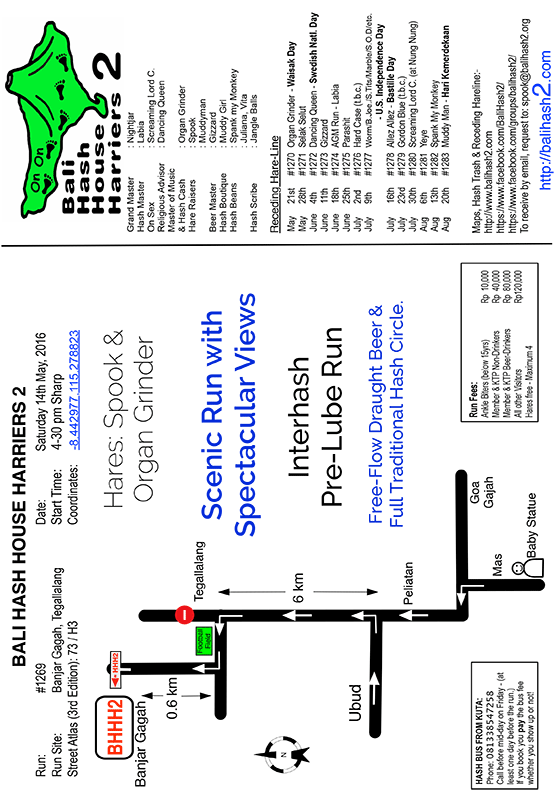 BALI HASH HOUSE HARRIERS 2
Run: #1269
Run Site: Banjar Gagah, Tegallalang
Street Atlas (3rd Edition): 73 / H3
Date: Saturday 14th May, 2016
Start Time: 4-30 pm Sharp
Coordinates: -8.442977,115.278823
BHHH2
HHH2
Banjar Gagah
0.6 km
Football
Field
Tegallalang
6 km
N
Ubud
Peliatan
Mas
Goa
Gajah
Baby Statue
Hares: Spook &
Organ Grinder
Scenic Run with
Spectacular Views
Interhash
Pre-Lube Run
Free-Flow Draught Beer &
Full Traditional Hash Circle.
HASH BUS FROM KUTA:
Phone: 081338547258
Call before mid-day on Friday - (at
least one day before the run.)
If you book you pay the bus fee
whether you show up or not!
Run Fees:
Ankle Biters (below 15yrs) Rp 10,000
Member & KTP Non-Drinkers Rp 40,000
Member & KTP Beer-Drinkers Rp 80,000
All other Visitors Rp120,000
Hares free - Maximum 4
On On
Bali
Hash
House
Harriers 2
Grand Master : Nightjar
Hash Master : Labia
On Sex : Screaming Lord C.
Religious Advisor : Dancing Queen
Master of Music
& Hash Cash : Organ Grinder
Hare Raisers : Spook
: Muddyman
Beer Master : Gizzard
Hash Boutique : Muddy Girl
Hash Beans : Spank my Monkey
: Juliana, Vita
Hash Scribe : Jangle Balls
Receding Hare-Line
May 21st #1270 Organ Grinder - Waisak Day
May 28th #1271 Selak Selut
June 4th #1272 Dancing Queen - Swedish Natl. Day
June 11th #1273 Gizzard
June 18th #1274 AGM Run - Labia
June 25th #1275 Parashit
July 2nd #1276 Hard Case (t.b.c.)
July 9th #1277 Worm/B.Joe./S.Tits/Marble/S.O.D/etc.
- U.S. Independence Day
July 16th #1278 Allez Allez - Bastille Day
July 23rd #1279 Gordon Blue (t.b.c.)
July 30th #1280 Screaming Lord C. (at Nung Nung)
Aug 6th #1281 Yeye
Aug 13th #1282 Spank My Monkey
Aug 20th #1283 Muddy Man - Hari Kemerdekaan
Maps, Hash Trash & Receding Hareline:-
http://www.balihash2.com
https://www.facebook.com/BaliHash2/
https://www.facebook.com/groups/balihash2/
To receive by email, request to: spook@balihash2.org
http://balihash2.com